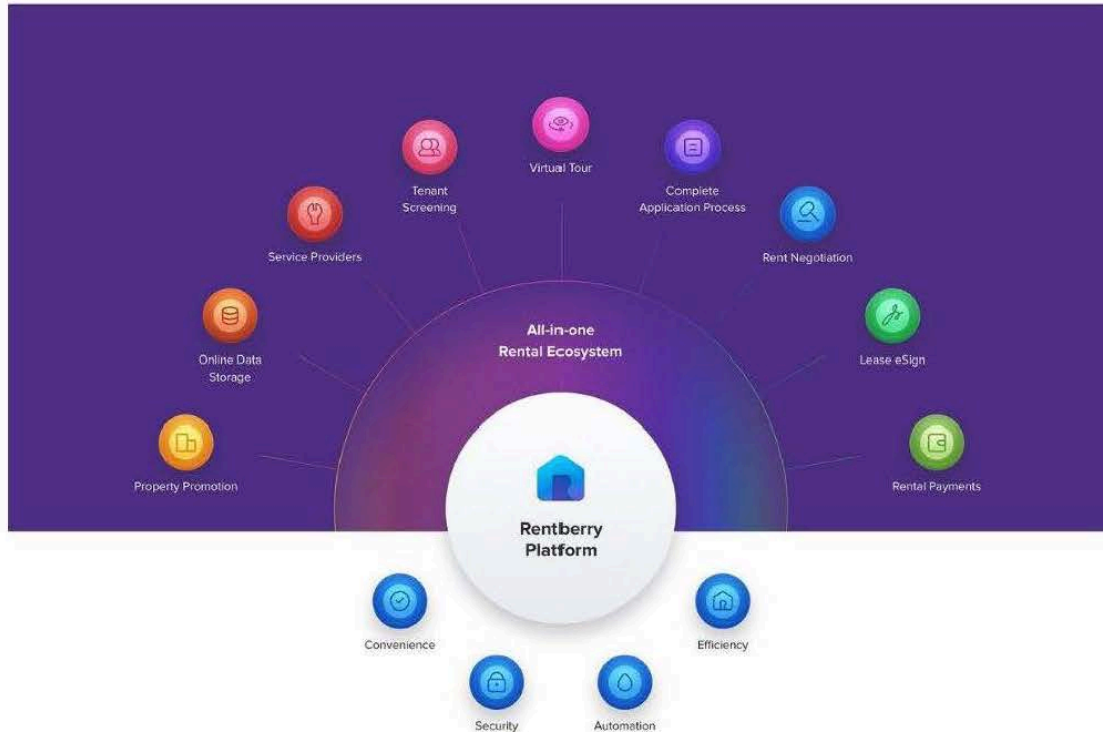 Virtual Tour
Tenant
Screening
Complete
Application Process
Service Providers
Rent Negotiation
All-in-one
Rental Ecosystem
Online Data
Storage
Lease eSign
Property Promotion
Rental Payments
Rentberry
Platform
Convenience
Efficiency
Security
Automation